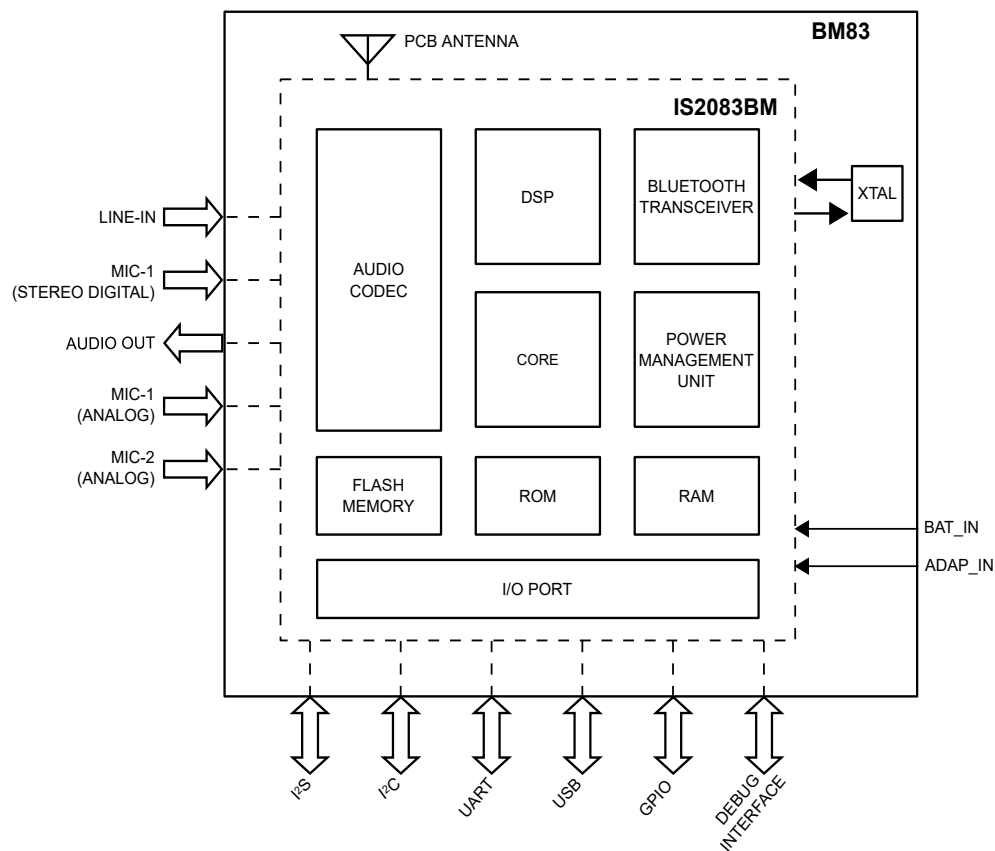 BM83
PCB ANTENNA
IS2083BM
AUDIO
CODEC
DSP
BLUETOOTH
TRANSCEIVER
XTAL
LINE-IN
MIC-1
(STEREO DIGITAL)
AUDIO OUT
MIC-1
(ANALOG)
MIC-2
(ANALOG)
CORE
POWER
MANAGEMENT
UNIT
FLASH
MEMORY
ROM
RAM
BAT_IN
ADAP_IN
I/O PORT
I²S
I²C
UART
USB
GPIO
DEBUG
INTERFACE